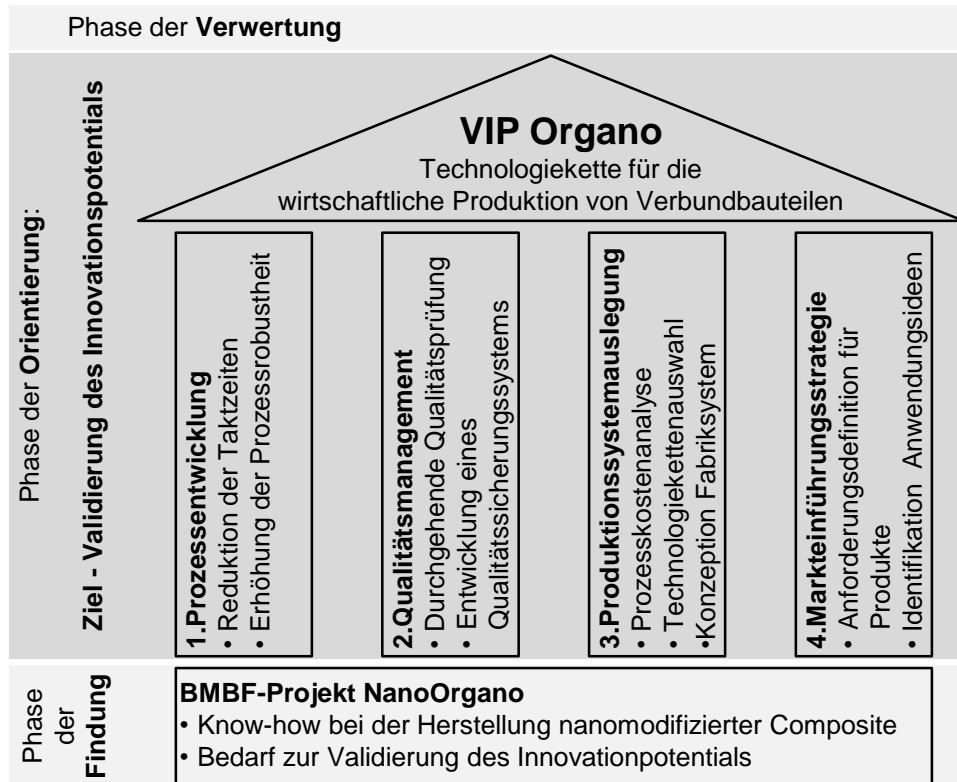 Phase der Verwertung
Phase der Orientierung:
Ziel - Validierung des Innovationspotentials
VIP Organo
Technologiekette für die
wirtschaftliche Produktion von Verbundbauteilen
1.Prozessentwicklung
• Reduktion der Taktzeiten
• Erhöhung der Prozessrobustheit
2.Qualitätsmanagement
• Durchgehende Qualitätsprüfung
• Entwicklung eines
Qualitätssicherungssystems
3.Produktionssystemauslegung
• Prozesskostenanalyse
• Technologiekettenauswahl
•Konzeption Fabriksystem
4.Markteinführungsstrategie
• Anforderungsdefinition für
Produkte
• Identifikation Anwendungsideen
Phase
der
Findung
BMBF-Projekt NanoOrgano
• Know-how bei der Herstellung nanomodifizierter Composite
• Bedarf zur Validierung des Innovationpotentials